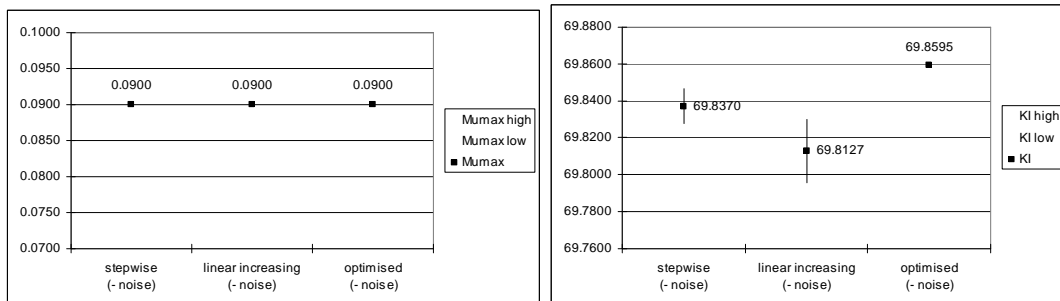 0.1000
0.0950
0.0900
0.0850
0.0800
0.0750
0.0700
0.0900
0.0900
0.0900
stepwise
(- noise)
linear increasing
(- noise)
optimised
(- noise)
Mumax high
Mumax low
Mumax
69.8800
69.8600
69.8400
69.8200
69.8000
69.7800
69.7600
69.8370
69.8127
69.8595
stepwise
(- noise)
linear increasing
(- noise)
optimised
(- noise)
KI high
KI low
KI